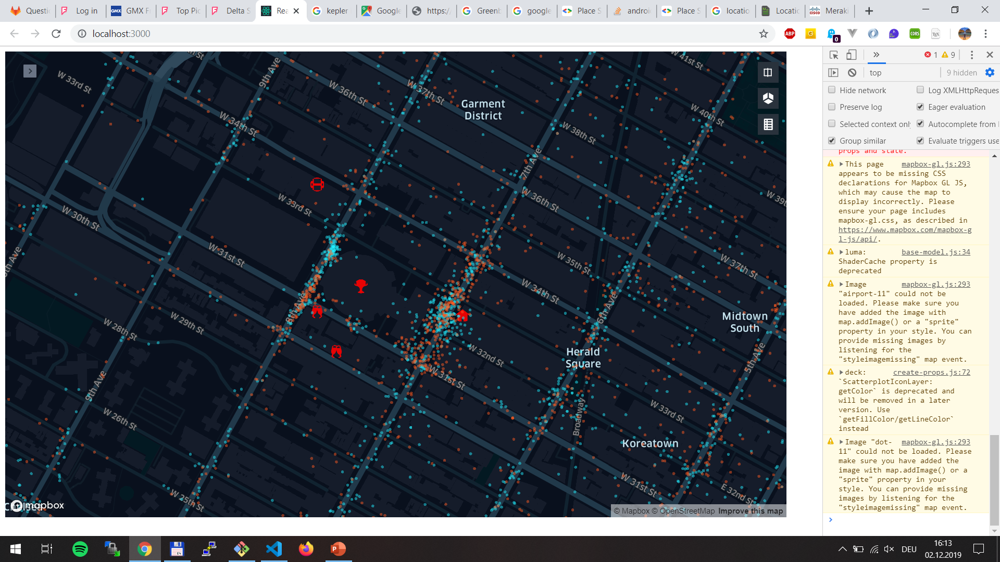 Questi
Log in
GMX Fr
Top Pic
Delta S
Rea
kepler
Google
https:/
Greenb
google
Place S
androi
Place S
locatio
Locatio
Meraki
localhost:3000
ABP
0
CORS
TEX
1
9
top
9 hidden
Hide network
Log XMLHttpReques
Preserve log
Eager evaluation
Selected context only
Autocomplete from
Group similar
Evaluate triggers use
props and state.
This page mapbox-gl.js:293
appears to be missing CSS
declarations for Mapbox GL JS,
which may cause the map to
display incorrectly. Please
ensure your page includes
mapbox-gl.css, as described in
https://www.mapbox.com/mapbox-g
l-js/api/.
luma: base-model.js:34
ShaderCache property is
deprecated
Image mapbox-gl.js:293
"airport-11" could not be
loaded. Please make sure you
have added the image with
map.addImage() or a "sprite"
property in your style. You can
provide missing images by
listening for the
"styleimagemissing" map event.
deck: create-props.js:72
`ScatterplotIconLayer:
getColor` is deprecated and
will be removed in a later
version. Use
`getFillColor/getLineColor`
instead
Image "dot- mapbox-gl.js:293
11" could not be loaded. Please
make sure you have added the
image with map.addImage() or a
"sprite" property in your
style. You can provide missing
images by listening for the
"styleimagemissing" map event.
W 33rd St
9th Ave
W 36th St
W 37th St
W 41st St
Garment
District
W 34th St
W 38th St
W 40th St
7th Ave
W 33rd St
W 36th St
W 39th
W 30th St
W 31st St
W 35th St
W 37th St
W 34th St
8th Ave
6th Ave
Midtown
South
W 28th St
W 29th St
W 32nd St
Herald
Square
5th Ave
9th Ave
W 31st St
W 26th St
Broadway
W 33rd St
Koreatown
W 25th St
W 31st St
E 32nd St
mapbox
© Mapbox © OpenStreetMap Improve this map
64
DEU
16:13
02.12.2019